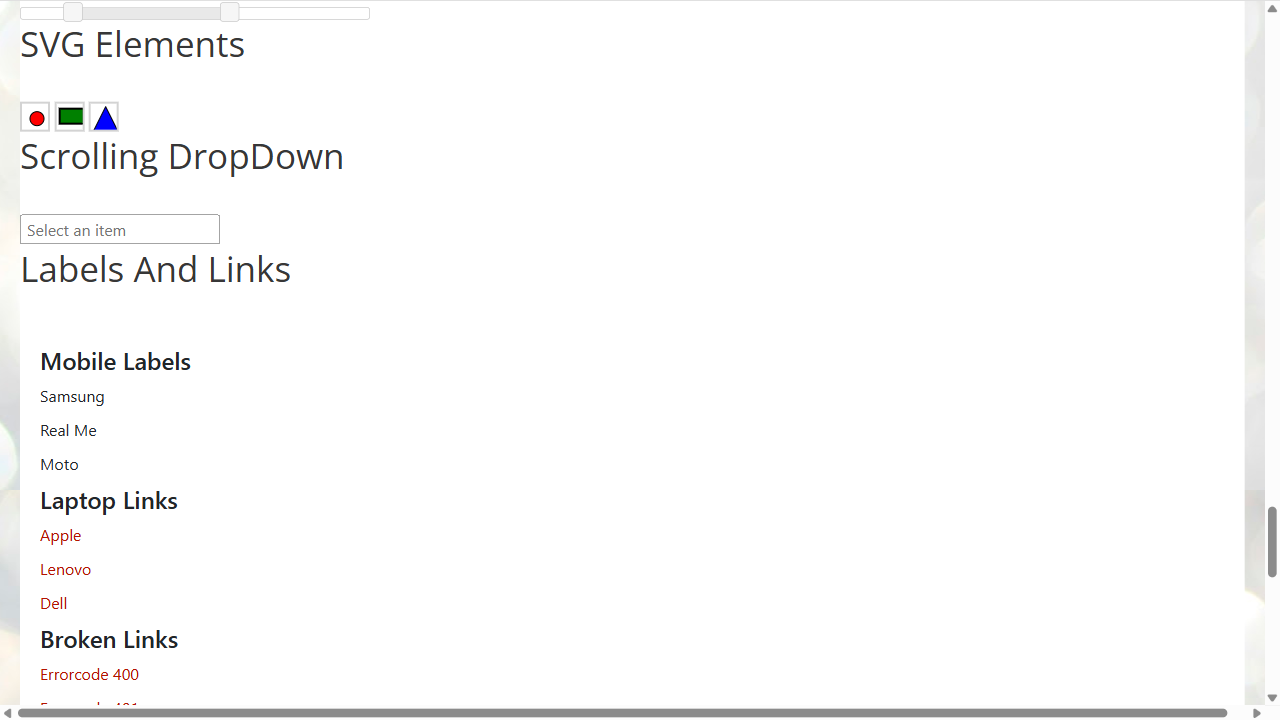 SVG Elements
Scrolling DropDown
Select an item
Labels And Links
Mobile Labels
Samsung
Real Me
Moto
Laptop Links
Apple
Lenovo
Dell
Broken Links
Errorcode 400